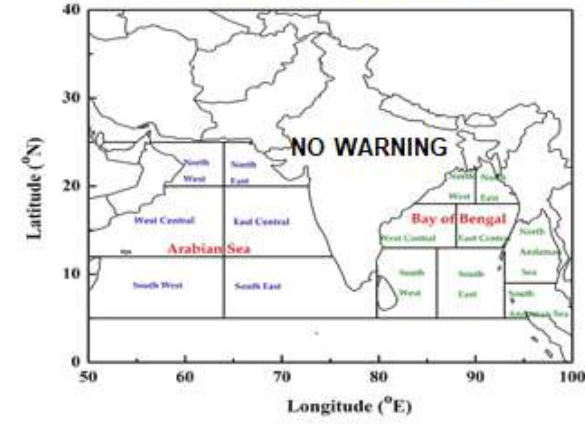 40
30
20
10
0
Latitude (°N)
NO WARNING
North
West
North
East
North
West
North
East
West Central
East Central
Arabian Sea
Bay of Bengal
West Central
East Central
North
Andaman
Sea
South West
South East
South
West
South
East
South
Andaman Sea
50
60
70
80
90
100
Longitude (°E)